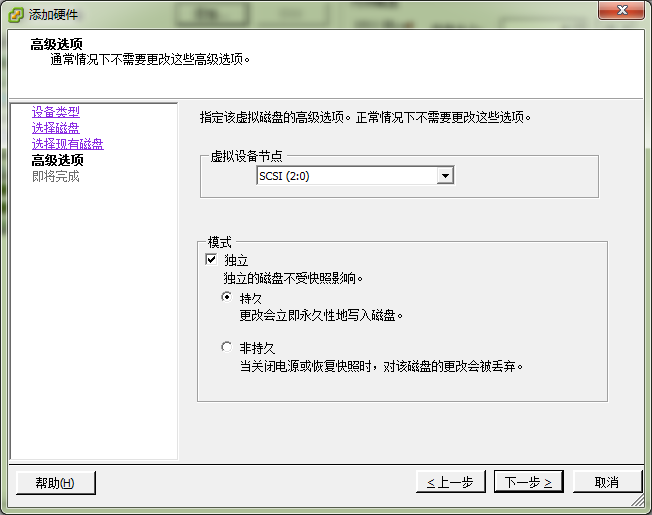 添加硬件
高级选项
通常情况下不需要更改这些高级选项。
设备类型
选择磁盘
选择现有磁盘
高级选项
即将完成
指定该虚拟磁盘的高级选项。正常情况下不需要更改这些选项。
虚拟设备节点
SCSI (2:0)
模式
独立
独立的磁盘不受快照影响。
持久
更改会立即永久性地写入磁盘。
非持久
当关闭电源或恢复快照时，对该磁盘的更改会被丢弃。
帮助(H)
< 上一步
下一步 >
取消